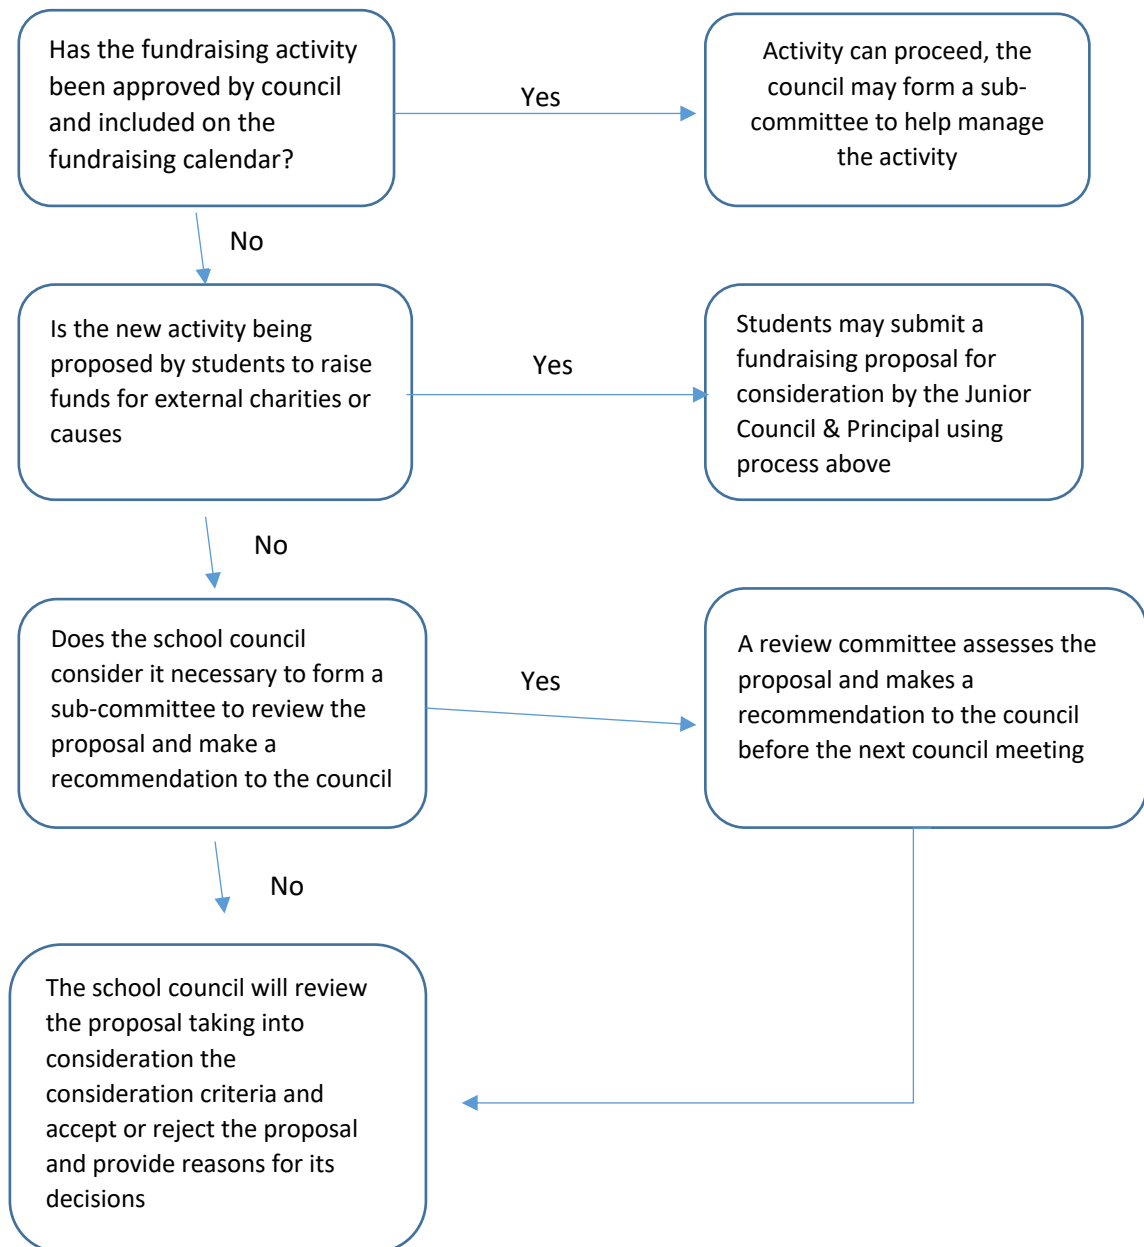 Has the fundraising activity
been approved by council
and included on the
fundraising calendar?
Yes
Activity can proceed, the
council may form a sub-
committee to help manage
the activity
No
Is the new activity being
proposed by students to raise
funds for external charities or
causes
Yes
Students may submit a
fundraising proposal for
consideration by the Junior
Council & Principal using
process above
No
Does the school council
consider it necessary to form a
sub-committee to review the
proposal and make a
recommendation to the council
Yes
A review committee assesses the
proposal and makes a
recommendation to the council
before the next council meeting
No
The school council will review
the proposal taking into
consideration the
consideration criteria and
accept or reject the proposal
and provide reasons for its
decisions